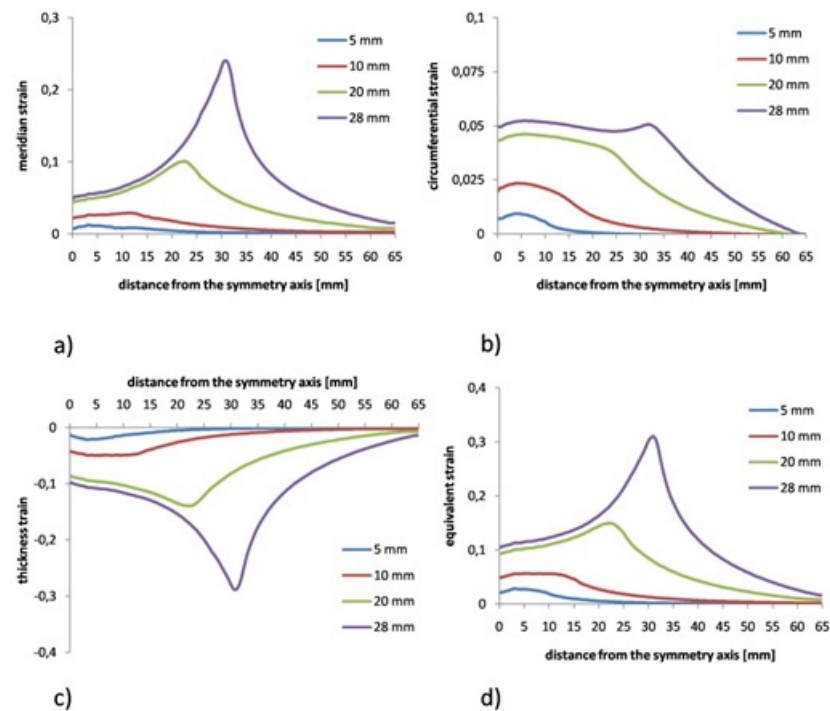 0,3
0,2
0,1
0
meridian strain
5 mm
10 mm
20 mm
28 mm
0 5 10 15 20 25 30 35 40 45 50 55 60 65
distance from the symmetry axis [mm]
a)
0,1
0,075
0,05
0,025
0
circumferential strain
5 mm
10 mm
20 mm
28 mm
0 5 10 15 20 25 30 35 40 45 50 55 60 65
distance from the symmetry axis [mm]
b)
distance from the symmetry axis [mm]
0 5 10 15 20 25 30 35 40 45 50 55 60 65
0
-0,1
-0,2
-0,3
-0,4
thickness train
5 mm
10 mm
20 mm
28 mm
c)
0,4
0,3
0,2
0,1
0
equivalent strain
5 mm
10 mm
20 mm
28 mm
0 5 10 15 20 25 30 35 40 45 50 55 60 65
distance from the symmetry axis [mm]
d)